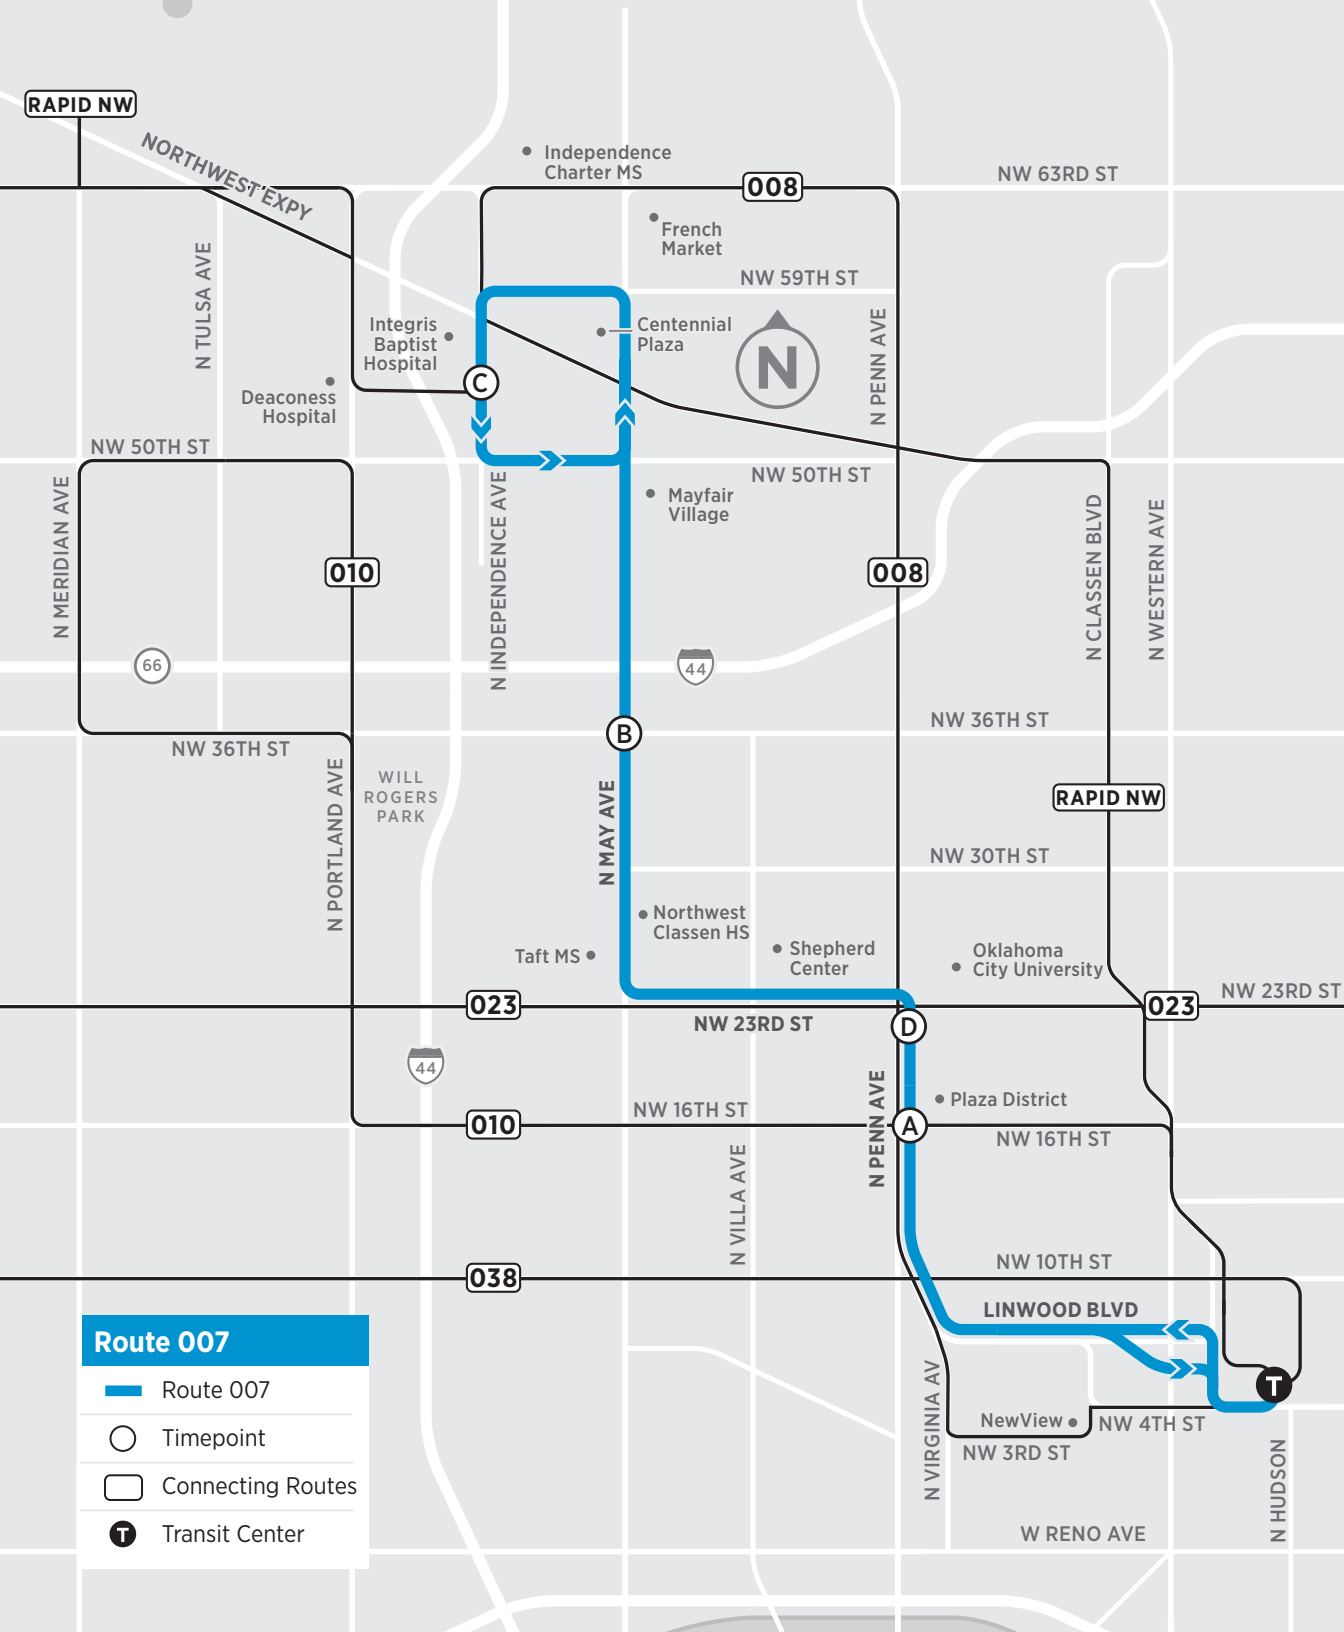 RAPID NW
NORTHWEST EXPY
Independence
Charter MS
008
NW 63RD ST
French
Market
N TULSA AVE
NW 59TH ST
Integris
Baptist
Hospital
Centennial
Plaza
N
N PENN AVE
C
Deaconess
Hospital
NW 50TH ST
NW 50TH ST
N MERIDIAN AVE
N INDEPENDENCE AVE
Mayfair
Village
N CLASSEN BLVD
N WESTERN AVE
010
008
66
44
B
NW 36TH ST
NW 36TH ST
N PORTLAND AVE
WILL
ROGERS
PARK
N MAY AVE
RAPID NW
NW 30TH ST
Northwest
Classen HS
Taft MS
Shepherd
Center
Oklahoma
City University
023
NW 23RD ST
D
023
NW 23RD ST
44
N PENN AVE
Plaza District
010
NW 16TH ST
A
NW 16TH ST
N VILLA AVE
038
NW 10TH ST
LINWOOD BLVD
T
N VIRGINIA AV
NewView
NW 4TH ST
NW 3RD ST
N HUDSON
W RENO AVE
Route 007
Route 007
Timepoint
Connecting Routes
T
Transit Center